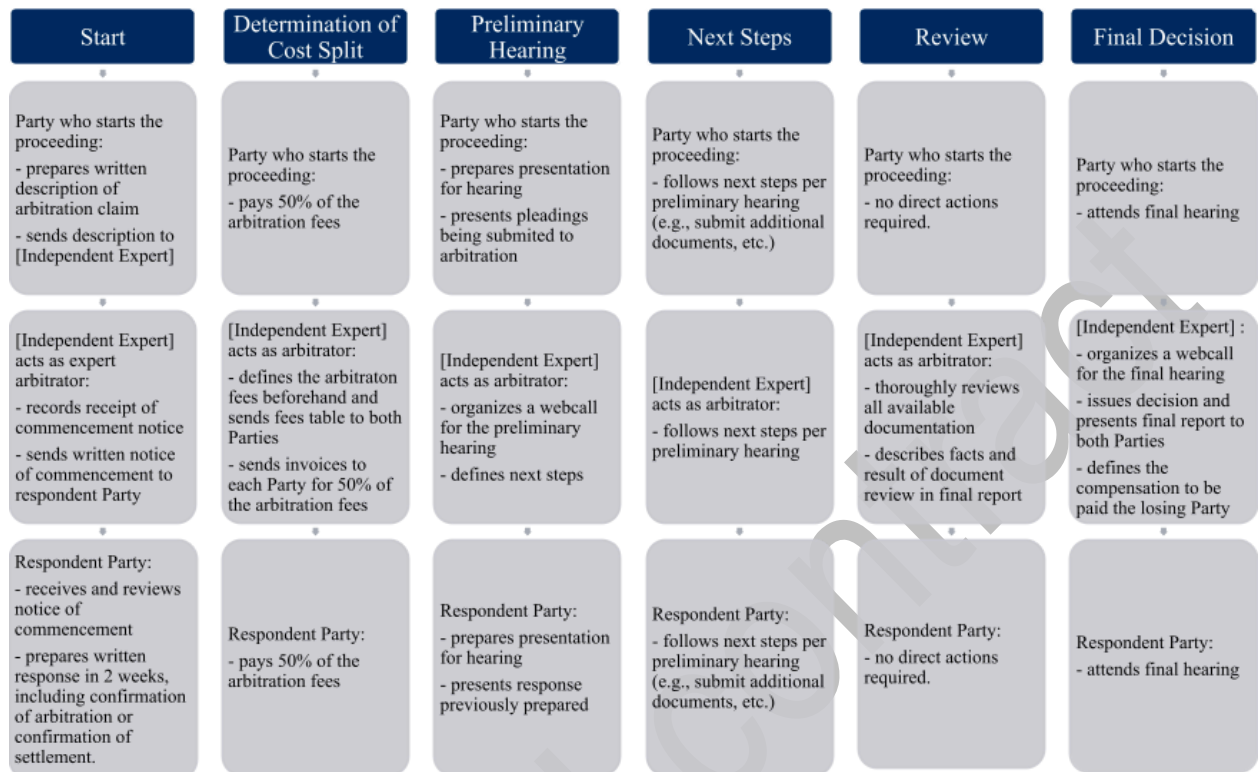 Start
Party who starts the
proceeding:
- prepares written
description of
arbitration claim
- sends description to
[Independent Expert]
[Independent Expert]
acts as expert
arbitrator:
- records receipt of
commencement notice
- sends written notice
of commencement to
respondent Party
Respondent Party:
- receives and reviews
notice of
commencement
- prepares written
response in 2 weeks,
including confirmation
of arbitration or
confirmation of
settlement.
Determination of
Cost Split
Party who starts the
proceeding:
- pays 50% of the
arbitration fees
[Independent Expert]
acts as arbitrator:
- defines the arbitraton
fees beforehand and
sends fees table to both
Parties
- sends invoices to
each Party for 50% of
the arbitration fees
Respondent Party:
- pays 50% of the
arbitration fees
Preliminary
Hearing
Party who starts the
proceeding:
- prepares presentation
for hearing
- presents pleadings
being submited to
arbitration
[Independent Expert]
acts as arbitrator:
- organizes a webcall
for the preliminary
hearing
- defines next steps
Respondent Party:
- prepares presentation
for hearing
- presents response
previously prepared
Next Steps
Party who starts the
proceeding:
- follows next steps per
preliminary hearing
(e.g., submit additional
documents, etc.)
[Independent Expert]
acts as arbitrator:
- follows next steps per
preliminary hearing
Respondent Party:
- follows next steps per
preliminary hearing
(e.g., submit additional
documents, etc.)
Review
Party who starts the
proceeding:
- no direct actions
required.
[Independent Expert]
acts as arbitrator:
- thoroughly reviews
all available
documentation
- describes facts and
result of document
review in final report
Respondent Party:
- no direct actions
required.
Final Decision
Party who starts the
proceeding:
- attends final hearing
[Independent Expert] :
- organizes a webcall
for the final hearing
- issues decision and
presents final report to
both Parties
- defines the
compensation to be
paid the losing Party
Respondent Party:
- attends final hearing
contract